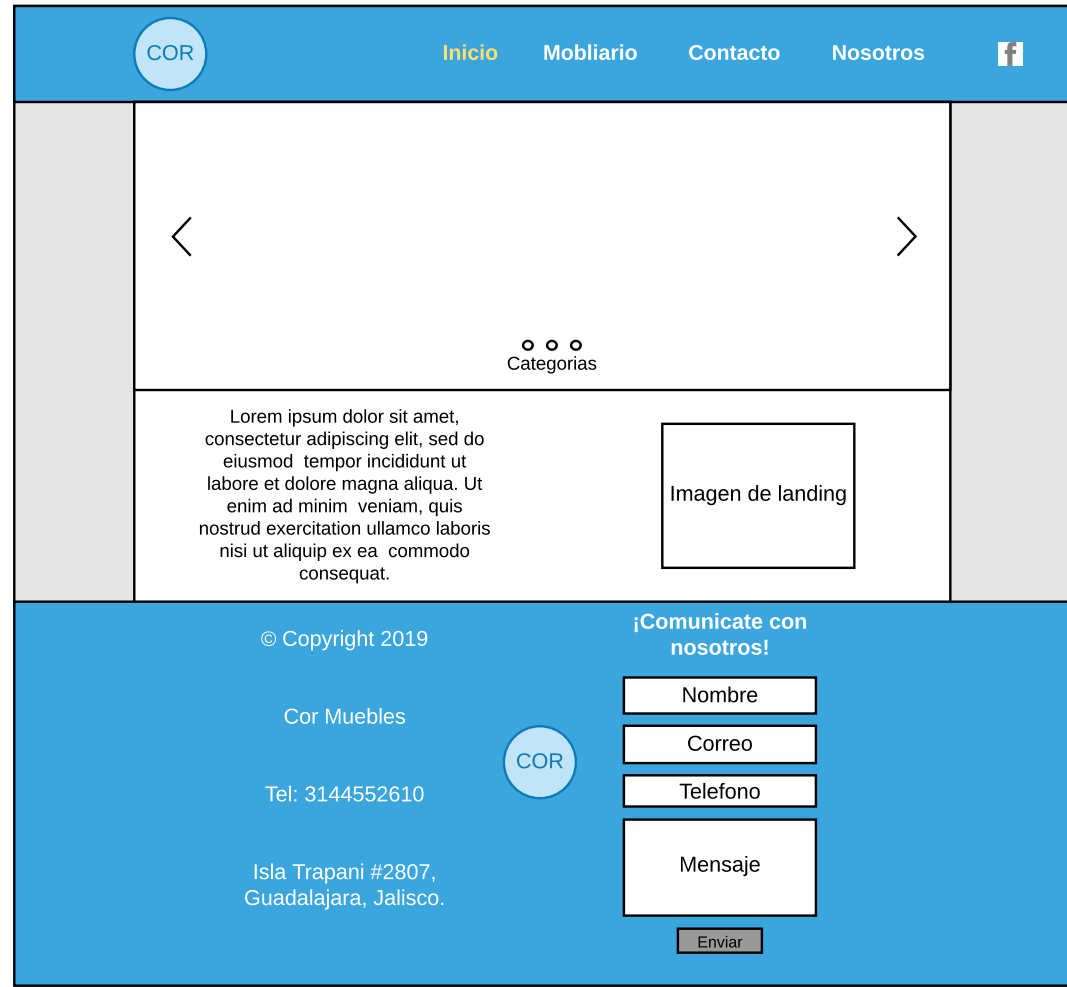 COR
Inicio
Mobliario
Contacto
Nosotros
f
Categorias
Lorem ipsum dolor sit amet,
consectetur adipiscing elit, sed do
eiusmod  tempor incididunt ut
labore et dolore magna aliqua. Ut
enim ad minim  veniam, quis
nostrud exercitation ullamco laboris
nisi ut aliquip ex ea  commodo
consequat.
Imagen de landing
© Copyright 2019
Cor Muebles
Tel: 3144552610
Isla Trapani #2807,
Guadalajara, Jalisco.
COR
¡Comunicate con
nosotros!
Nombre
Correo
Telefono
Mensaje
Enviar